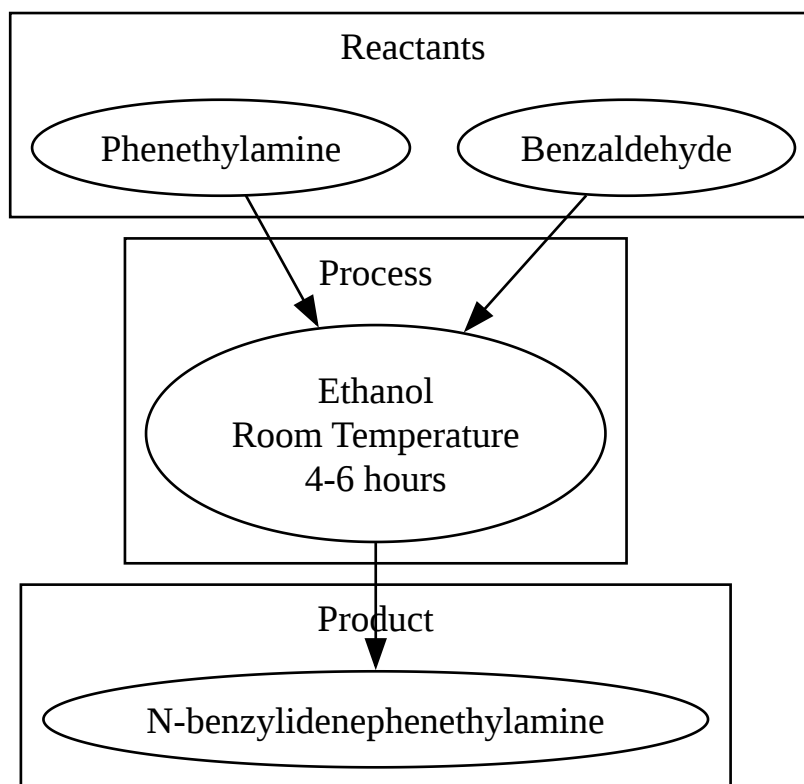 Reactants
Phenethylamine
Benzaldehyde
Process
Ethanol
Room Temperature
4-6 hours
Product
N-benzylidenephenethylamine